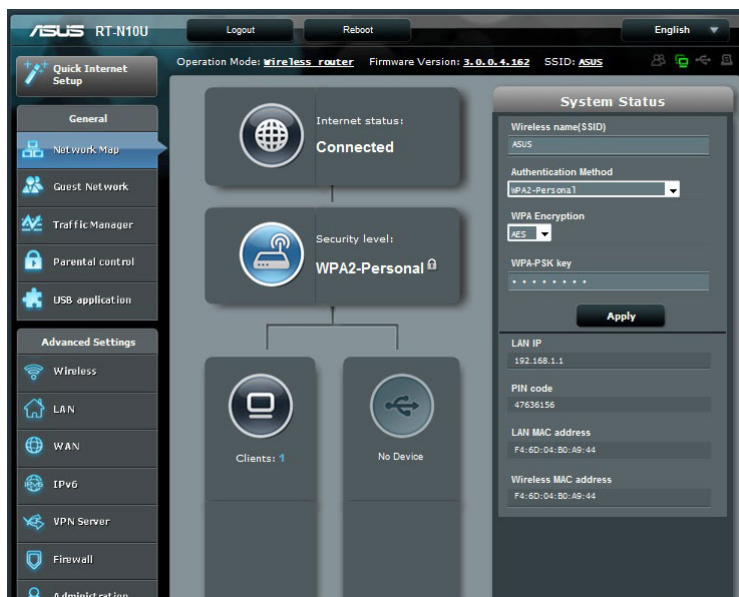 ASUS RT-N10U
Logout
Reboot
English
Quick Internet
Setup
Operation Mode: Wireless router Firmware Version: 3.0.0.4.162 SSID: ASUS
General
Network Map
Guest Network
Traffic Manager
Parental control
USB application
Advanced Settings
Wireless
LAN
WAN
IPv6
VPN Server
Firewall
Administration
Internet status:
Connected
Security level:
WPA2-Personal
Clients: 1
No Device
System Status
Wireless name(SSID)
ASUS
Authentication Method
WPA2-Personal
WPA Encryption
AES
WPA-PSK key
Apply
LAN IP
192.168.1.1
PIN code
47636156
LAN MAC address
F4:6D:04:B0:A9:44
Wireless MAC address
F4:6D:04:B0:A9:44